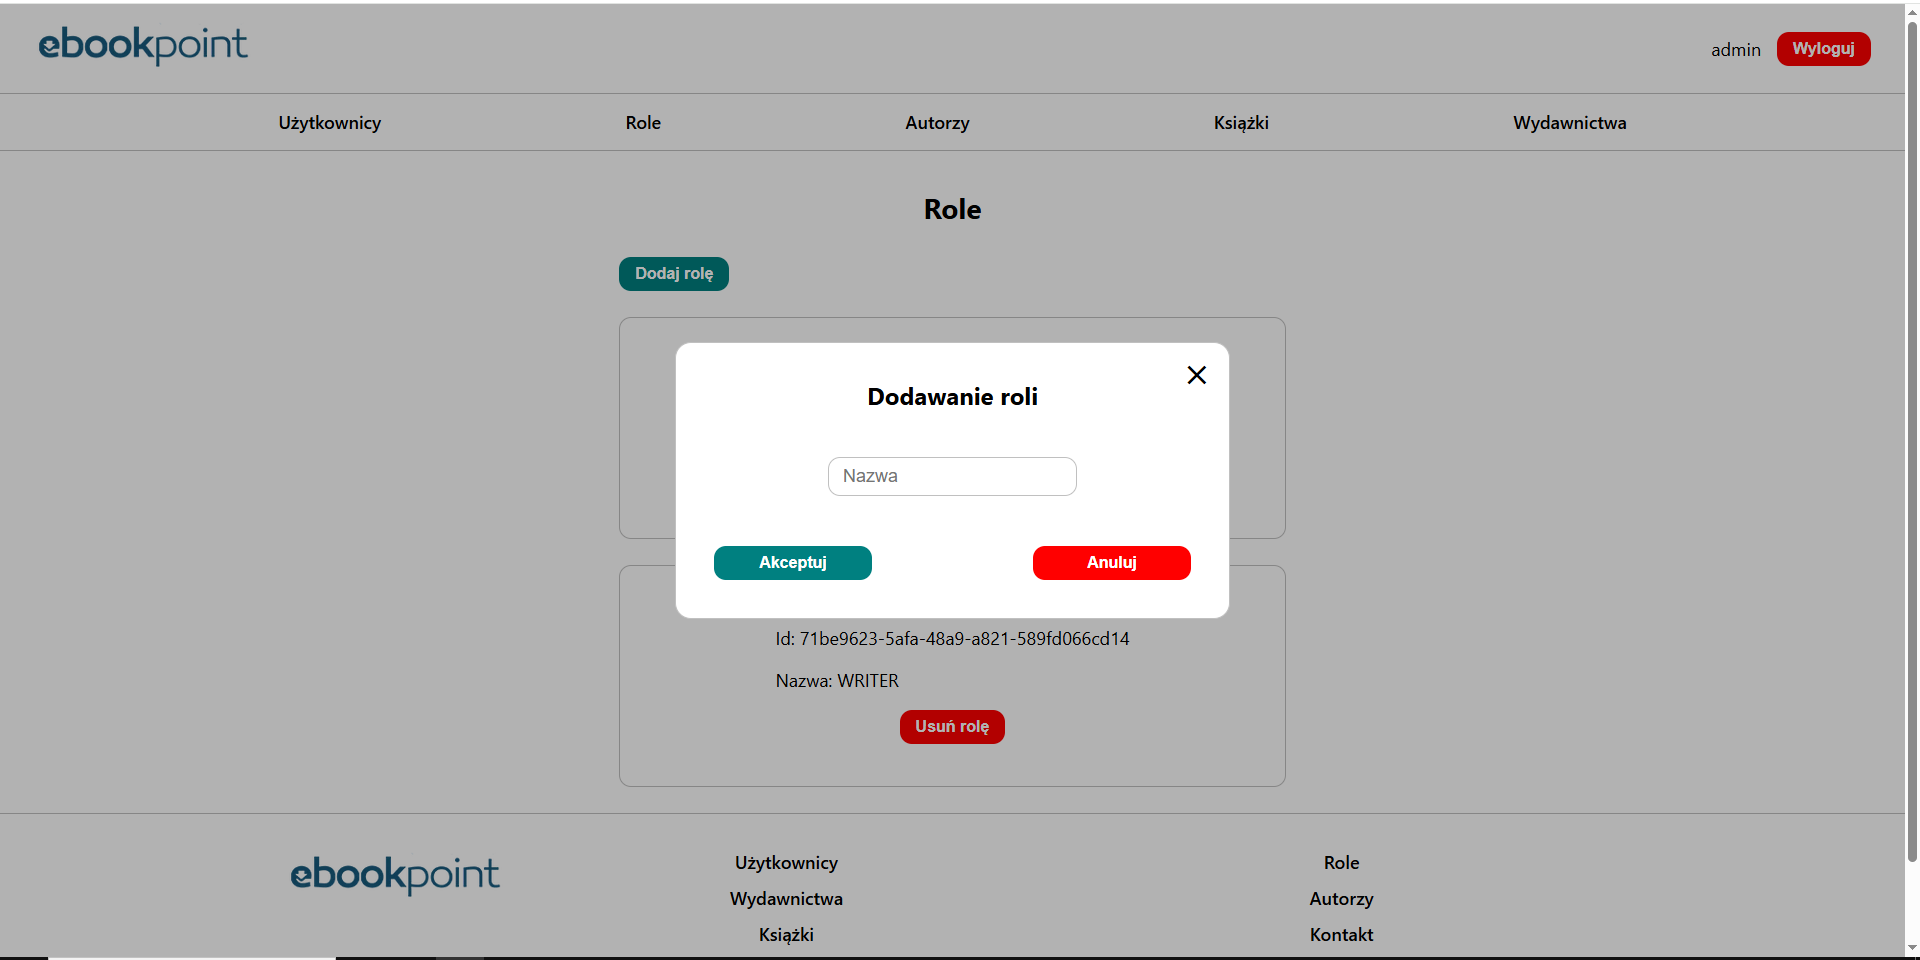 ebookpoint
admin Wyloguj
Użytkownicy Role Autorzy Książki Wydawnictwa
Role
Dodaj rolę
Dodawanie roli
Nazwa
Akceptuj Anuluj
Id: 71be9623-5afa-48a9-a821-589fd066cd14
Nazwa: WRITER
Usuń rolę
ebookpoint
Użytkownicy Role
Wydawnictwa Autorzy
Książki Kontakt